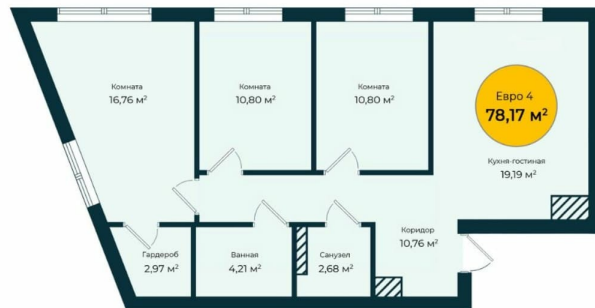 Комната
16,76 м²
Комната
10,80 м²
Комната
10,80 м²
Евро 4
78,17 м²
Кухня-гостиная
19,19 м²
Гардероб
2,97 м²
Ванная
4,21 м²
Санузел
2,68 м²
Коридор
10,76 м²